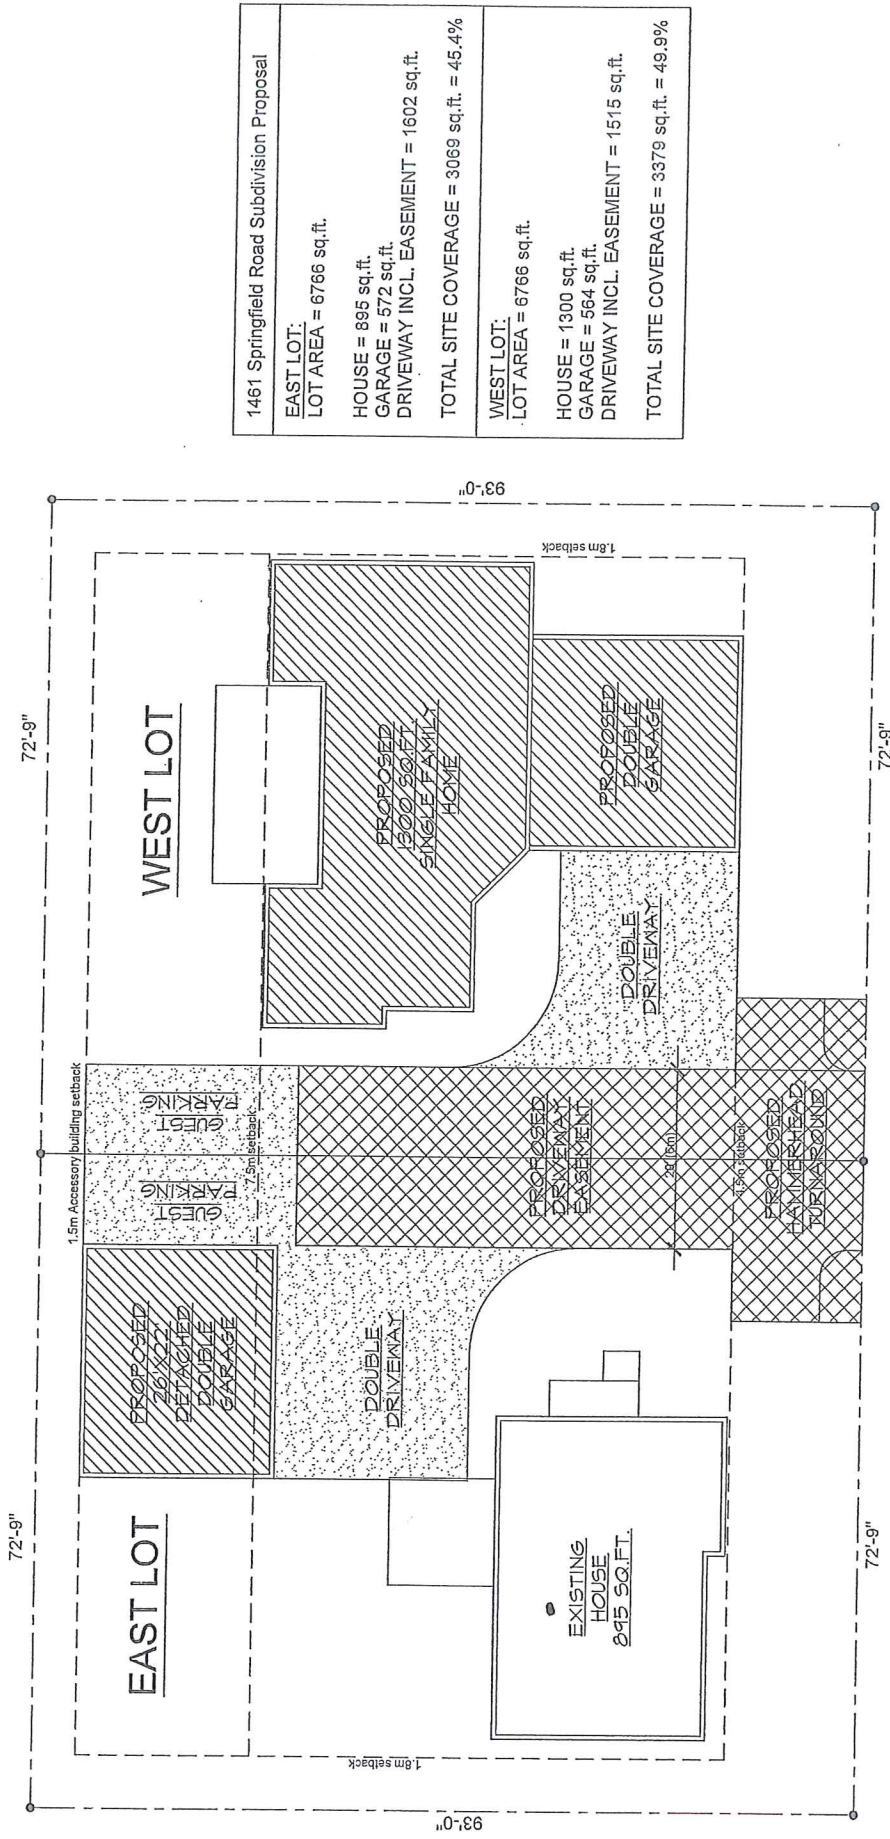 1461 Springfield Road Subdivision Proposal
EAST LOT:
LOT AREA = 6766 sq.ft.
HOUSE = 895 sq.ft.
GARAGE = 572 sq.ft.
DRIVEWAY INCL. EASEMENT = 1602 sq.ft.
TOTAL SITE COVERAGE = 3069 sq.ft. = 45.4%
WEST LOT:
LOT AREA = 6766 sq.ft.
HOUSE = 1300 sq.ft.
GARAGE = 564 sq.ft.
DRIVEWAY INCL. EASEMENT = 1515 sq.ft.
TOTAL SITE COVERAGE = 3379 sq.ft. = 49.9%
72'-9"
72'-9"
93'-0"
93'-0"
1.5m Accessory building setback
EAST LOT
WEST LOT
PROPOSED
26'X22'
DETACHED
DOUBLE
GARAGE
GUEST
PARKING
GUEST
PARKING
7.5m setback
1.8m setback
1.8m setback
DOUBLE
DRIVEWAY
PROPOSED
1300 SQ.FT.
SINGLE FAMILY
HOME
EXISTING
HOUSE
895 SQ.FT.
PROPOSED
DRIVEWAY
EASEMENT
DOUBLE
DRIVEWAY
PROPOSED
DOUBLE
GARAGE
4.5m setback
PROPOSED
HAMMERHEAD
TURNAROUND
72'-9"
72'-9"